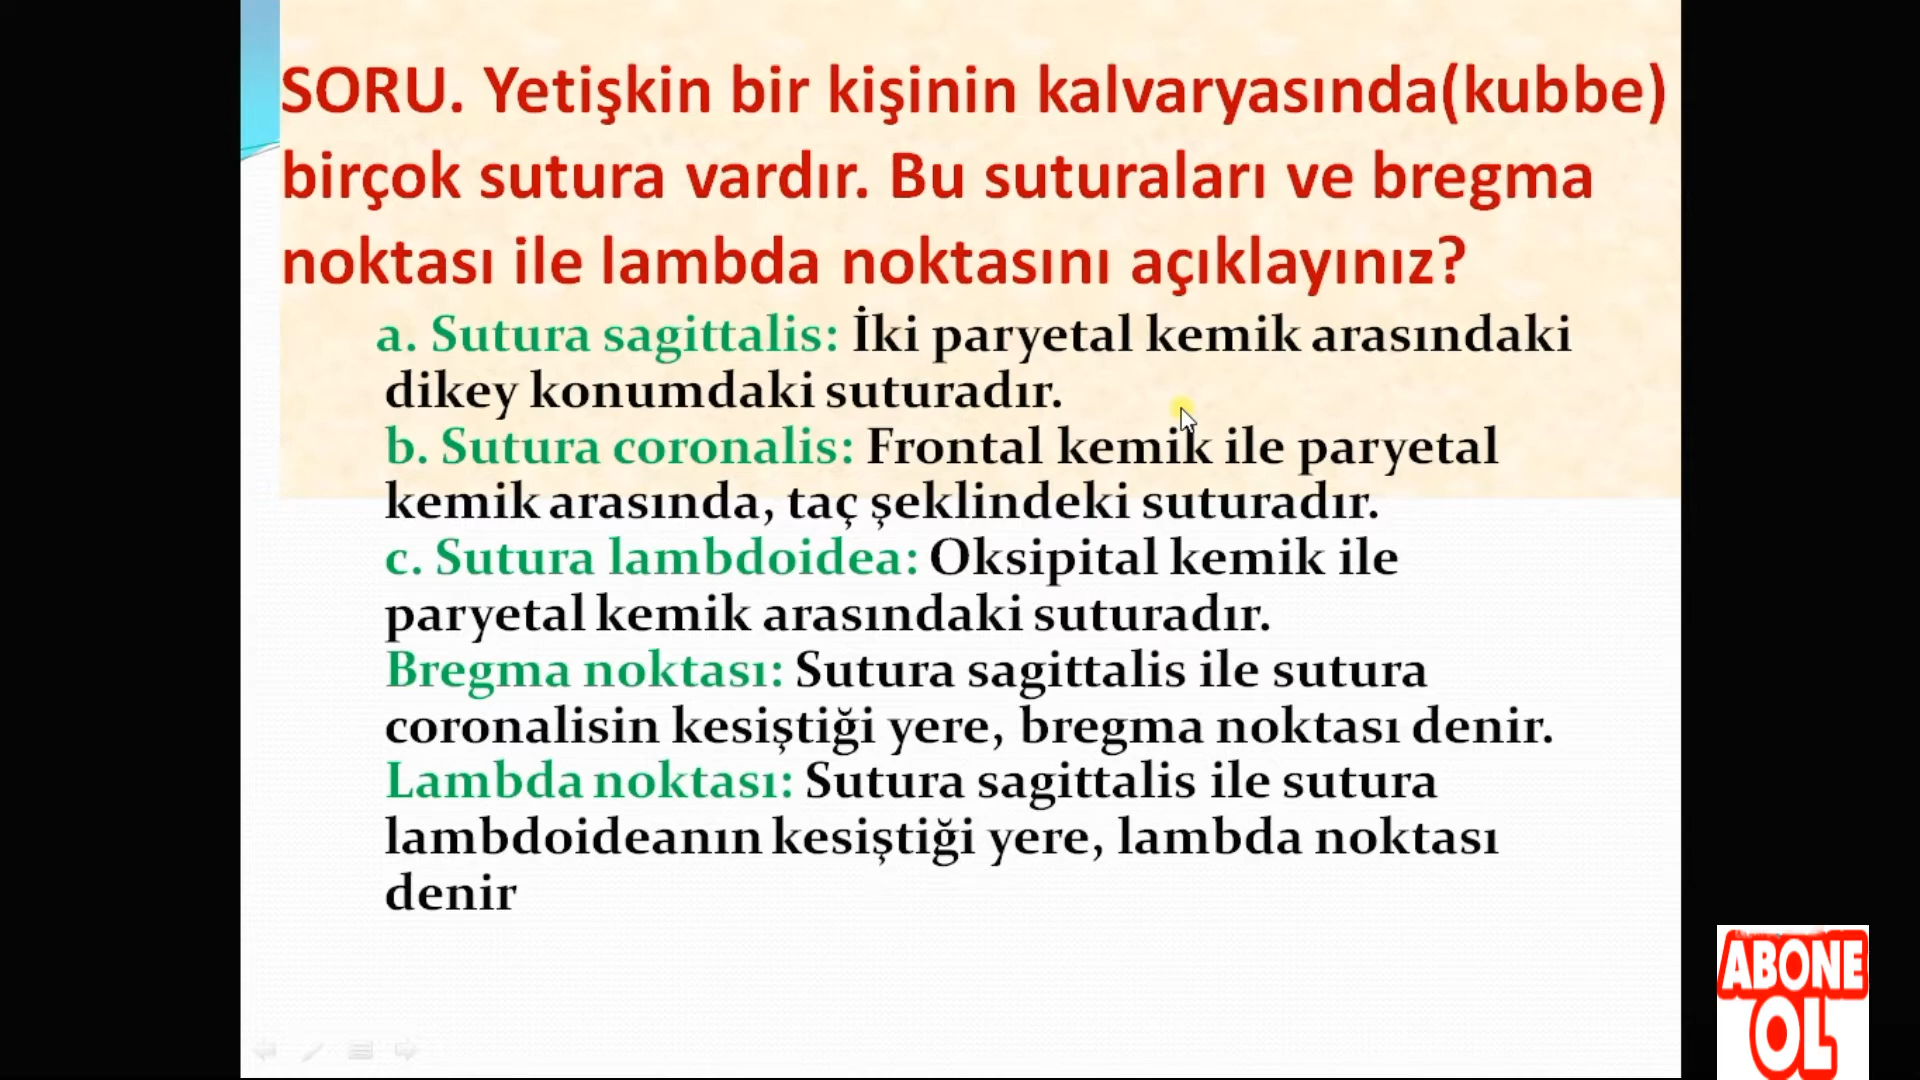 SORU. Yetişkin bir kişinin kalvaryasında(kubbe)
birçok sutura vardır. Bu suturaları ve bregma
noktası ile lambda noktasını açıklayınız?
a. Sutura sagittalis: İki paryetal kemik arasındaki
dikey konumdaki suturadır.
b. Sutura coronalis: Frontal kemik ile paryetal
kemik arasında, taç şeklindeki suturadır.
c. Sutura lambdoidea: Oksipital kemik ile
paryetal kemik arasındaki suturadır.
Bregma noktası: Sutura sagittalis ile sutura
coronalisin kesiştiği yere, bregma noktası denir.
Lambda noktası: Sutura sagittalis ile sutura
lambdoideanın kesiştiği yere, lambda noktası
denir
ABONE
OL